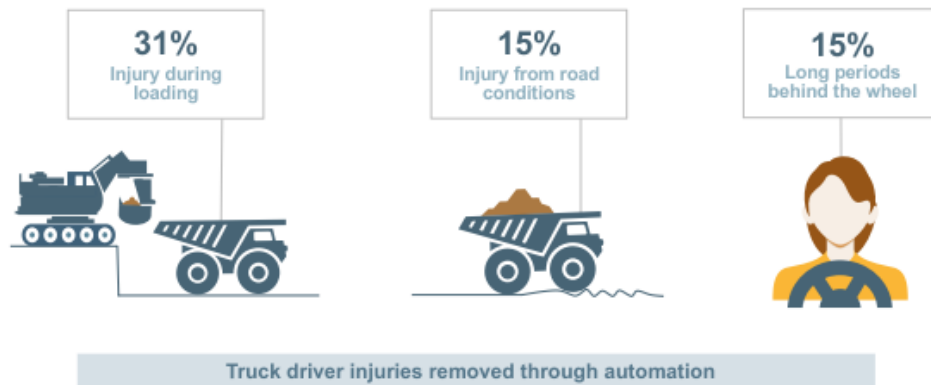 31%
Injury during
loading
15%
Injury from road
conditions
15%
Long periods
behind the wheel
Truck driver injuries removed through automation